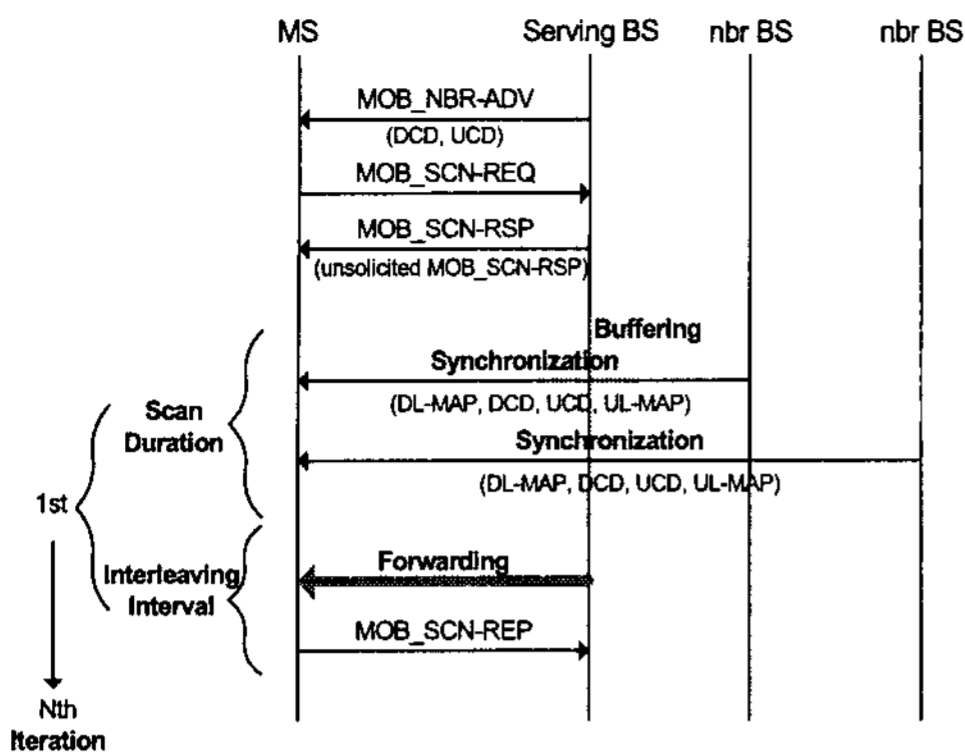 MS
Serving BS
nbr BS
nbr BS
MOB_NBR-ADV
(DCD, UCD)
MOB_SCN-REQ
MOB_SCN-RSP
(unsolicited MOB_SCN-RSP)
Buffering
Synchronization
(DL-MAP, DCD, UCD, UL-MAP)
Scan
Duration
Synchronization
(DL-MAP, DCD, UCD, UL-MAP)
1st
Forwarding
Interleaving
Interval
MOB_SCN-REP
Nth
Iteration